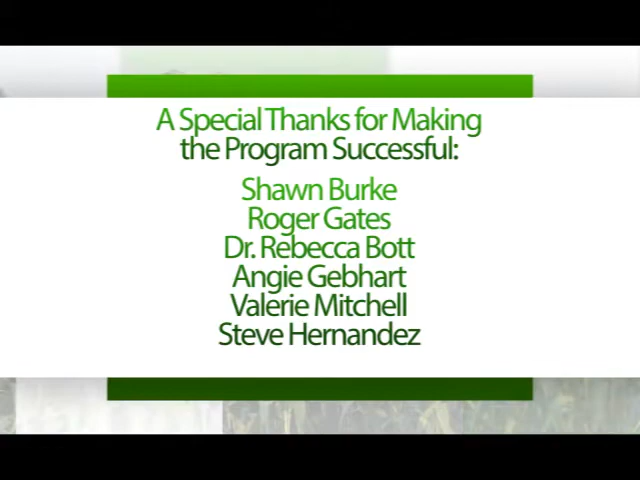 A Special Thanks for Making
the Program Successful:
Shawn Burke
Roger Gates
Dr. Rebecca Bott
Angie Gebhart
Valerie Mitchell
Steve Hernandez